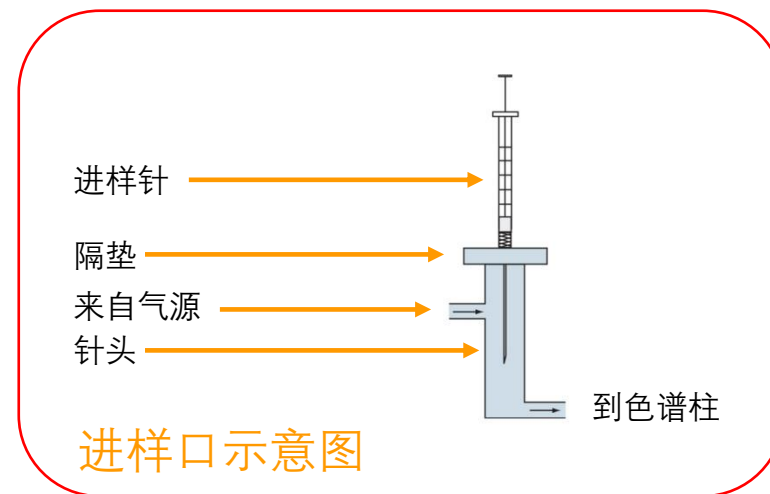 进样针
隔垫
来自气源
针头
到色谱柱
进样口示意图